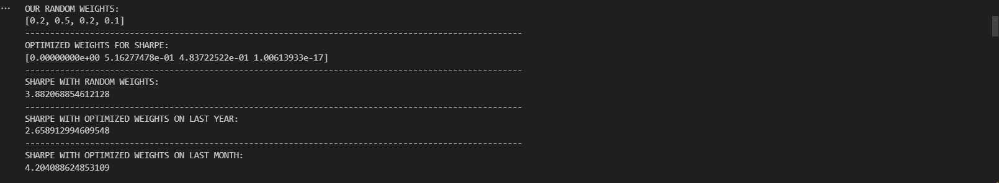 OUR RANDOM WEIGHTS:
[0.2, 0.5, 0.2, 0.1]
----------------------------------------------------------------------------------------------------
OPTIMIZED WEIGHTS FOR SHARPE:
[0.00000000e+00 5.16277478e-01 4.83722522e-01 1.00613933e-17]
----------------------------------------------------------------------------------------------------
SHARPE WITH RANDOM WEIGHTS:
3.882068854612128
----------------------------------------------------------------------------------------------------
SHARPE WITH OPTIMIZED WEIGHTS ON LAST YEAR:
2.658912994609548
----------------------------------------------------------------------------------------------------
SHARPE WITH OPTIMIZED WEIGHTS ON LAST MONTH:
4.204088624853109